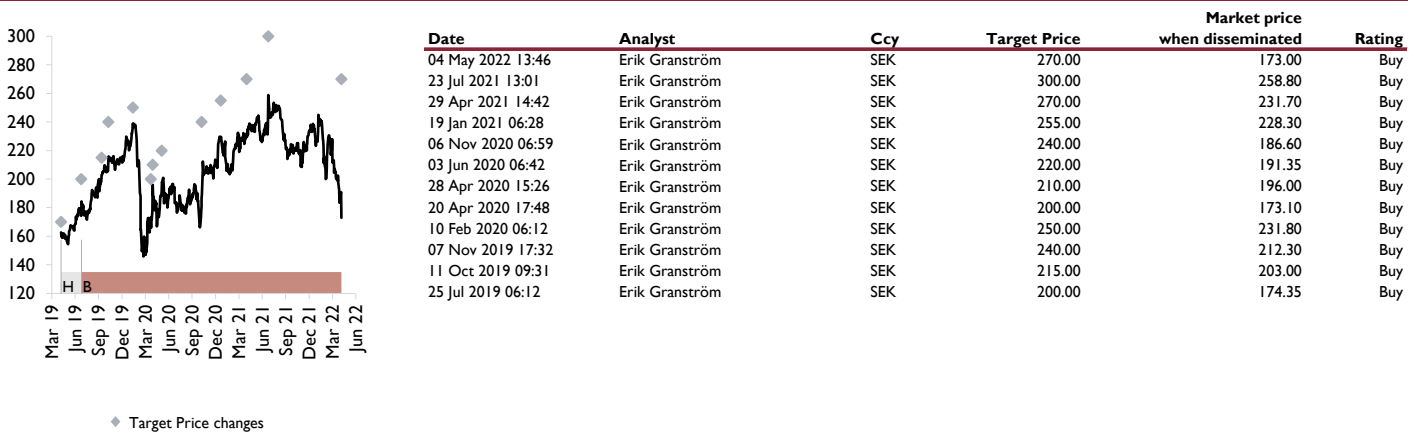 300
280
260
240
220
200
180
160
140
120
H B
Mar 19
Jun 19
Sep 19
Dec 19
Mar 20
Jun 20
Sep 20
Dec 20
Mar 21
Jun 21
Sep 21
Dec 21
Mar 22
Jun 22
Target Price changes
Market price
Date Analyst Ccy Target Price when disseminated Rating
04 May 2022 13:46 Erik Granström SEK 270.00 173.00 Buy
23 Jul 2021 13:01 Erik Granström SEK 300.00 258.80 Buy
29 Apr 2021 14:42 Erik Granström SEK 270.00 231.70 Buy
19 Jan 2021 06:28 Erik Granström SEK 255.00 228.30 Buy
06 Nov 2020 06:59 Erik Granström SEK 240.00 186.60 Buy
03 Jun 2020 06:42 Erik Granström SEK 220.00 191.35 Buy
28 Apr 2020 15:26 Erik Granström SEK 210.00 196.00 Buy
20 Apr 2020 17:48 Erik Granström SEK 200.00 173.10 Buy
10 Feb 2020 06:12 Erik Granström SEK 250.00 231.80 Buy
07 Nov 2019 17:32 Erik Granström SEK 240.00 212.30 Buy
11 Oct 2019 09:31 Erik Granström SEK 215.00 203.00 Buy
25 Jul 2019 06:12 Erik Granström SEK 200.00 174.35 Buy